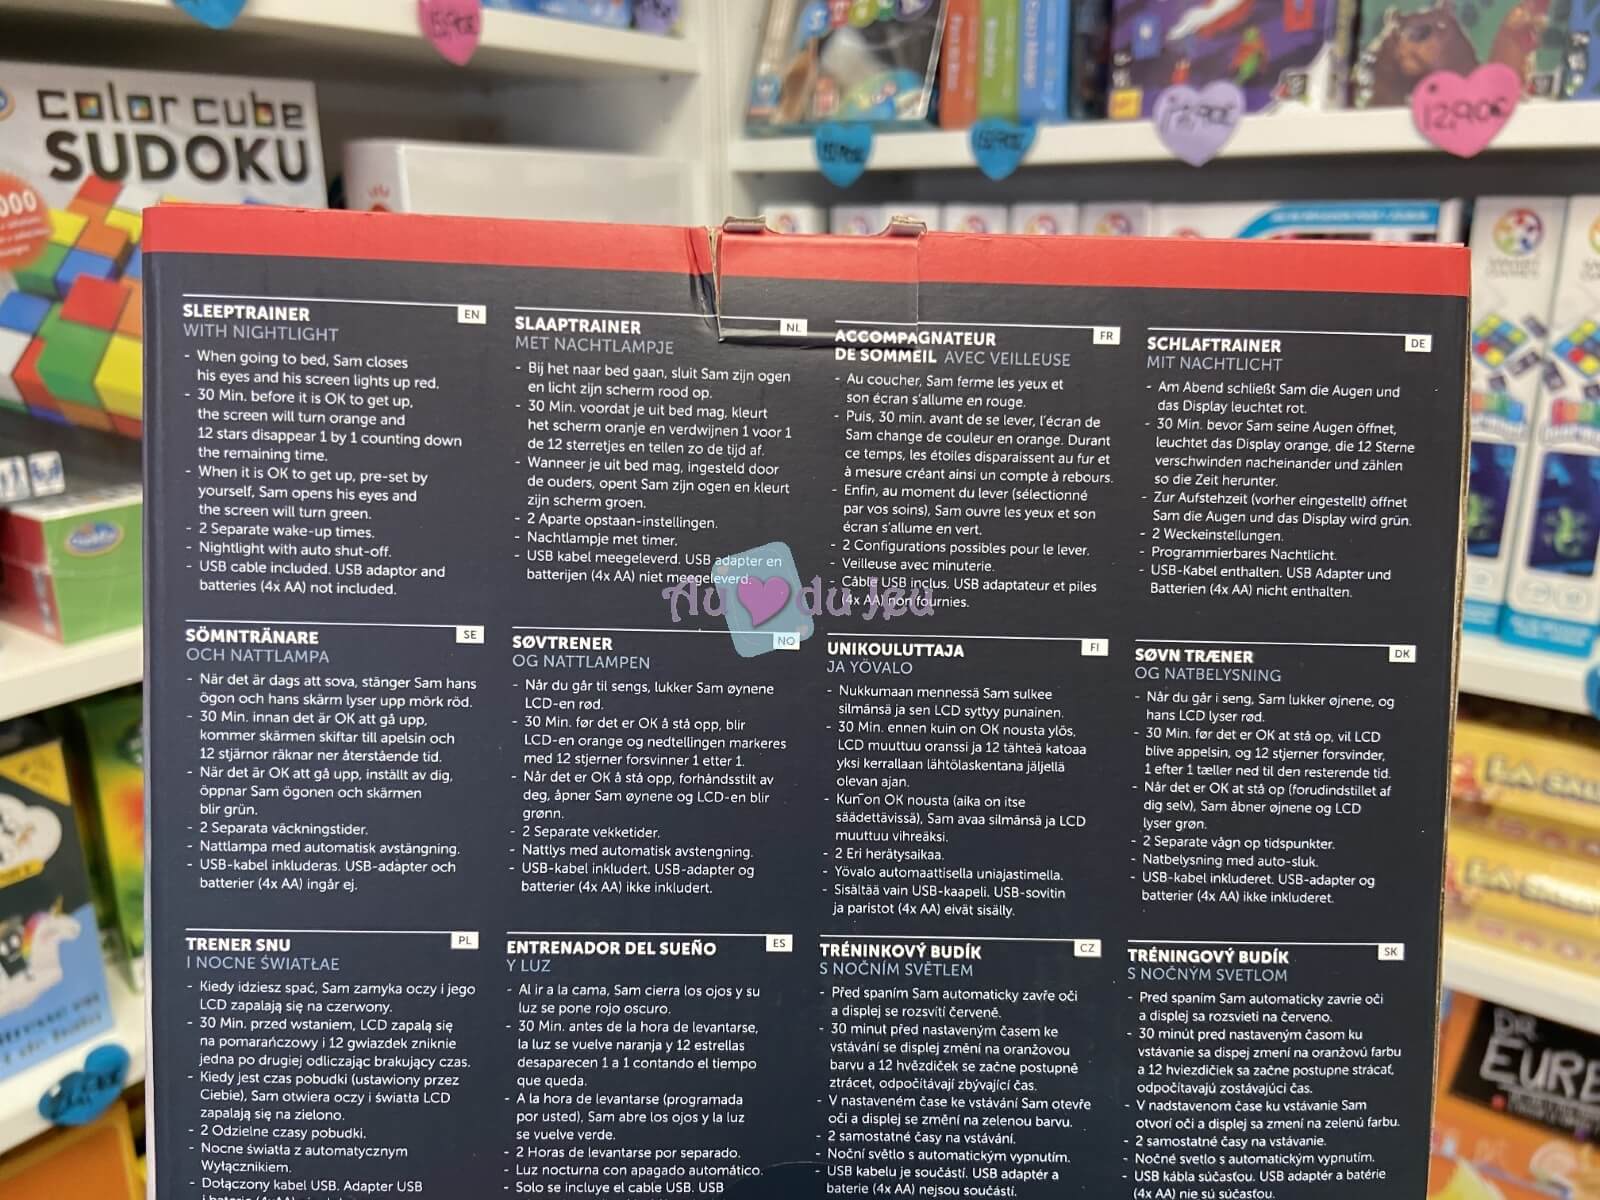 color cube
SUDOKU
12,90€
12,90€
SLEEPTRAINER
WITH NIGHTLIGHT
EN
- When going to bed, Sam closes
his eyes and his screen lights up red.
- 30 Min. before it is OK to get up,
the screen will turn orange and
12 stars disappear 1 by 1 counting down
the remaining time.
- When it is OK to get up, pre-set by
yourself, Sam opens his eyes and
the screen will turn green.
- 2 Separate wake-up times.
- Nightlight with auto shut-off.
- USB cable included. USB adaptor and
batteries (4x AA) not included.
SLAAPTRAINER
MET NACHTLAMPJE
NL
- Bij het naar bed gaan, sluit Sam zijn ogen
en licht zijn scherm rood op.
- 30 Min. voordat je uit bed mag, kleurt
het scherm oranje en verdwijnen 1 voor 1
de 12 sterretjes en tellen zo de tijd af.
- Wanneer je uit bed mag, ingesteld door
de ouders, opent Sam zijn ogen en kleurt
zijn scherm groen.
- 2 Aparte opstaan-instellingen.
- Nachtlampje met timer.
- USB kabel meegeleverd. USB adapter en
batterijen (4x AA) niet meegeleverd.
ACCOMPAGNATEUR
DE SOMMEIL AVEC VEILLEUSE
FR
- Au coucher, Sam ferme les yeux et
son écran s'allume en rouge.
- Puis, 30 min. avant de se lever, l'écran de
Sam change de couleur en orange. Durant
ce temps, les étoiles disparaissent au fur et
à mesure créant ainsi un compte à rebours.
- Enfin, au moment du lever (sélectionné
par vos soins), Sam ouvre les yeux et son
écran s'allume en vert.
- 2 Configurations possibles pour le lever.
- Veilleuse avec minuterie.
- Câble USB inclus. USB adaptateur et piles
(4x AA) non fournies.
SCHLAFTRAINER
MIT NACHTLICHT
DE
- Am Abend schließt Sam die Augen und
das Display leuchtet rot.
- 30 Min. bevor Sam seine Augen öffnet,
leuchtet das Display orange, die 12 Sterne
verschwinden nacheinander und zählen
so die Zeit herunter.
- Zur Aufstehzeit (vorher eingestellt) öffnet
Sam die Augen und das Display wird grün.
- 2 Weckeinstellungen.
- Programmierbares Nachtlicht.
- USB-Kabel enthalten. USB Adapter und
Batterien (4x AA) nicht enthalten.
Au du Jeu
SÖMNTRÄNARE
OCH NATTLAMPA
SE
- När det är dags att sova, stänger Sam hans
ögon och hans skärm lyser upp mörk röd.
- 30 Min. innan det är OK att gå upp,
kommer skärmen skiftar till apelsin och
12 stjärnor räknar ner återstående tid.
- När det är OK att gå upp, inställt av dig,
öppnar Sam ögonen och skärmen
blir grün.
- 2 Separata väckningstider.
- Nattlampa med automatisk avstängning.
- USB-kabel inkluderas. USB-adapter och
batterier (4x AA) ingår ej.
SØVTRENER
OG NATTLAMPEN
NO
- Når du går til sengs, lukker Sam øynene
LCD-en rød.
- 30 Min. før det er OK å stå opp, blir
LCD-en orange og nedtellingen markeres
med 12 stjerner forsvinner 1 etter 1.
- Når det er OK å stå opp, forhåndsstilt av
deg, åpner Sam øynene og LCD-en blir
grønn.
- 2 Separate vekketider.
- Nattlys med automatisk avstengning.
- USB-kabel inkludert. USB-adapter og
batterier (4x AA) ikke inkludert.
UNIKOULUTTAJA
JA YÖVALO
FI
- Nukkumaan mennessä Sam sulkee
silmänsä ja sen LCD syttyy punainen.
- 30 Min. ennen kuin on OK nousta ylös,
LCD muuttuu oranssi ja 12 tähteä katoaa
yksi kerrallaan lähtölaskentana jäljellä
olevan ajan.
- Kun on OK nousta (aika on itse
säädettävissä), Sam avaa silmänsä ja LCD
muuttuu vihreäksi.
- 2 Eri herätysaikaa.
- Yövalo automaattisella uniajastimella.
- Sisältää vain USB-kaapeli. USB-sovitin
ja paristot (4x AA) eivät sisälly.
SØVN TRÆNER
OG NATBELYSNING
DK
- Når du går i seng, Sam lukker øjnene, og
hans LCD lyser rød.
- 30 Min. før det er OK at stå op, vil LCD
blive appelsin, og 12 stjerner forsvinder,
1 efter 1 tæller ned til den resterende tid.
- Når det er OK at stå op (forudindstillet af
dig selv), Sam åbner øjnene og LCD
lyser grøn.
- 2 Separate vågn op tidspunkter.
- Natbelysning med auto-sluk.
- USB-kabel inkluderet. USB-adapter og
batterier (4x AA) ikke inkluderet.
TRENER SNU
I NOCNE ŚWIATŁAE
PL
- Kiedy idziesz spać, Sam zamyka oczy i jego
LCD zapalają się na czerwony.
- 30 Min. przed wstaniem, LCD zapalą się
na pomarańczowy i 12 gwiazdek zniknie
jedna po drugiej odliczając brakujący czas.
- Kiedy jest czas pobudki (ustawiony przez
Ciebie), Sam otwiera oczy i światła LCD
zapalają się na zielono.
- 2 Odzielne czasy pobudki.
- Nocne światła z automatycznym
Wyłącznikiem.
- Dołączony kabel USB. Adapter USB
ENTRENADOR DEL SUEÑO
Y LUZ
ES
- Al ir a la cama, Sam cierra los ojos y su
luz se pone rojo oscuro.
- 30 Min. antes de la hora de levantarse,
la luz se vuelve naranja y 12 estrellas
desaparecen 1 a 1 contando el tiempo
que queda.
- A la hora de levantarse (programada
por usted), Sam abre los ojos y la luz
se vuelve verde.
- 2 Horas de levantarse por separado.
- Luz nocturna con apagado automático.
- Solo se incluye el cable USB. USB
TRÉNINKOVÝ BUDÍK
S NOČNÍM SVĚTLEM
CZ
- Před spaním Sam automaticky zavře oči
a displej se rozsvítí červeně.
- 30 minut před nastaveným časem ke
vstávání se displej změní na oranžovou
barvu a 12 hvězdiček se začne postupně
ztrácet, odpočítávají zbývající čas.
- V nastaveném čase ke vstávání Sam otevře
oči a displej se změní na zelenou barvu.
- 2 samostatné časy na vstávání.
- Noční světlo s automatickým vypnutím.
- USB kabelu je součástí. USB adaptér a
baterie (4x AA) nejsou součástí.
TRÉNINGOVÝ BUDÍK
S NOČNÝM SVETLOM
SK
- Pred spaním Sam automaticky zavrie oči
a displej sa rozsvieti na červeno.
- 30 minút pred nastaveným časom ku
vstávanie sa dispej zmení na oranžovú farbu
a 12 hviezdičiek sa začne postupne strácať,
odpočítavajú zostávajúci čas.
- V nadstavenom čase ku vstávanie Sam
otvorí oči a displej sa zmení na zelenú farbu.
- 2 samostatné časy na vstávanie.
- Nočné svetlo s automatickým vypnutím.
- USB kábla súčasťou. USB adaptér a batérie
(4x AA) nie sú súčasťou.
DR.
EURE